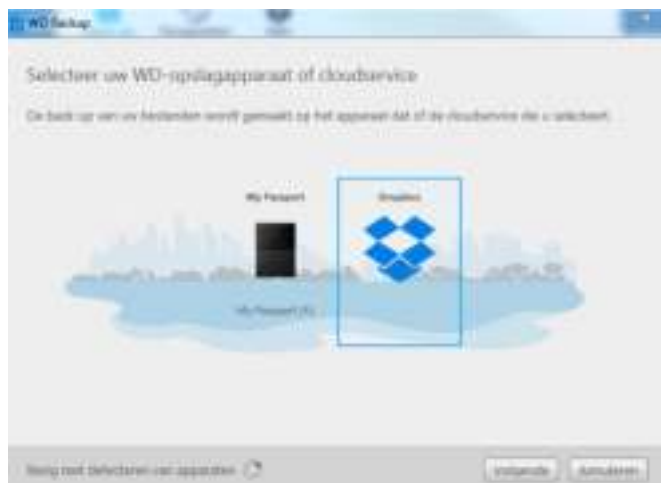 WD Backup
Selecteer uw WD-opslagapparaat of cloudservice
De back-up van uw bestanden wordt gemaakt op het apparaat dat of de cloudservice die u selecteert.
My Passport Dropbox
My Passport
Bezig met detecteren van apparaten
Volgende Annuleren